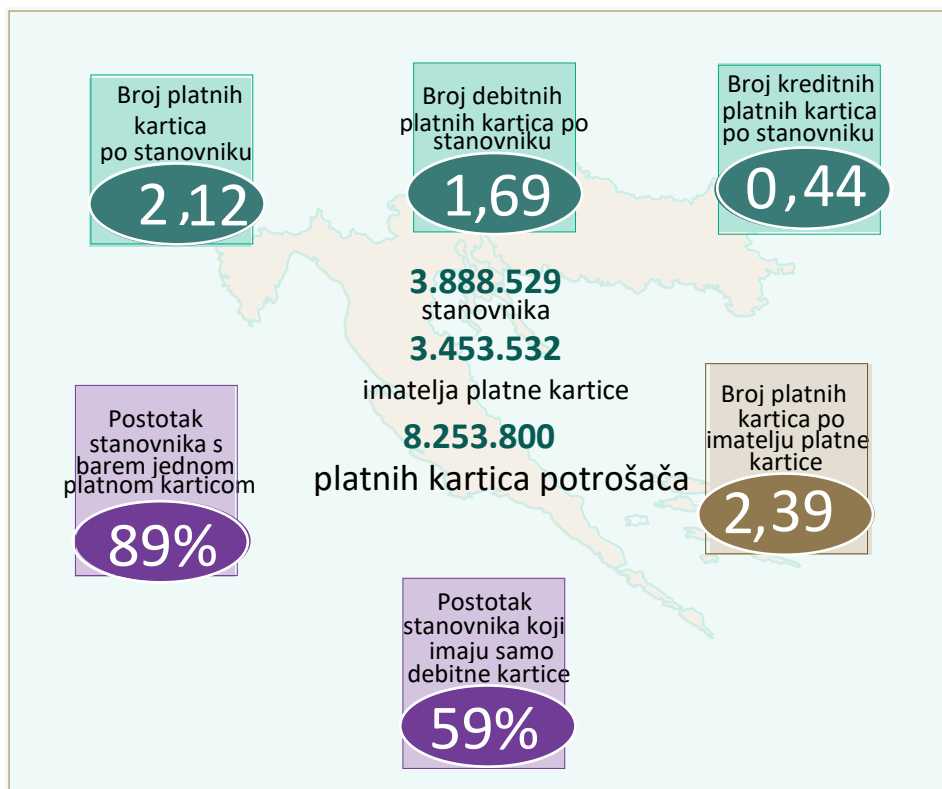 Broj platnih
kartica
po stanovniku
2,12
Broj debitnih
platnih kartica po
stanovniku
1,69
Broj kreditnih
platnih kartica
po stanovniku
0,44
3.888.529
stanovnika
3.453.532
imatelja platne kartice
8.253.800
platnih kartica potrošača
Postotak
stanovnika s
barem jednom
platnom karticom
89%
Broj platnih
kartica po
imatelju platne
kartice
2,39
Postotak
stanovnika koji
imaju samo
debitne kartice
59%